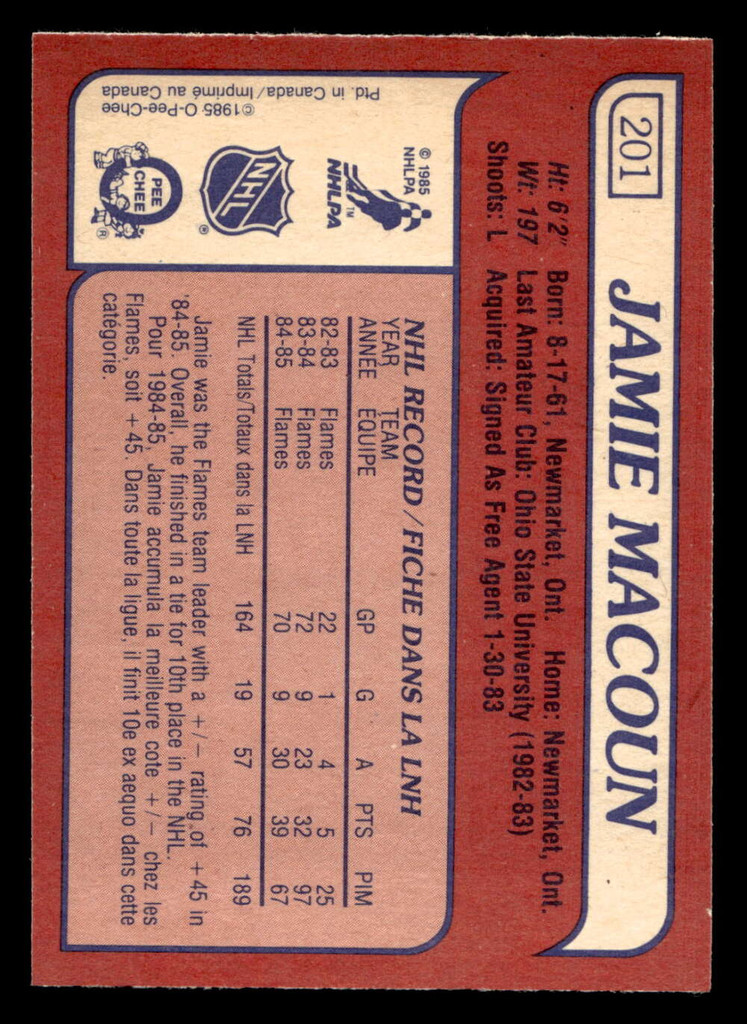 201
JAMIE MACOUN
Ht: 6'2" Born: 8-17-61, Newmarket, Ont. Home: Newmarket, Ont.
Wt: 197 Last Amateur Club: Ohio State University (1982-83)
Shoots: L Acquired: Signed As Free Agent 1-30-83
© 1985
NHLPA
NHLPA
TM
NHL
®
O
PEE
CHEE
®
©1985 O-Pee-Chee
Ptd. in Canada/Imprimé au Canada
NHL RECORD/FICHE DANS LA LNH
YEAR TEAM
ANNÉE ÉQUIPE GP G A PTS PIM
82-83 Flames 22 1 4 5 25
83-84 Flames 72 9 23 32 97
84-85 Flames 70 9 30 39 67
NHL Totals/Totaux dans la LNH 164 19 57 76 189
Jamie was the Flames team leader with a +/− rating of +45 in
'84-85. Overall, he finished in a tie for 10th place in the NHL.
Pour 1984-85, Jamie accumula la meilleure cote +/− chez les
Flames, soit +45. Dans toute la ligue, il finit 10e ex aequo dans cette
catégorie.